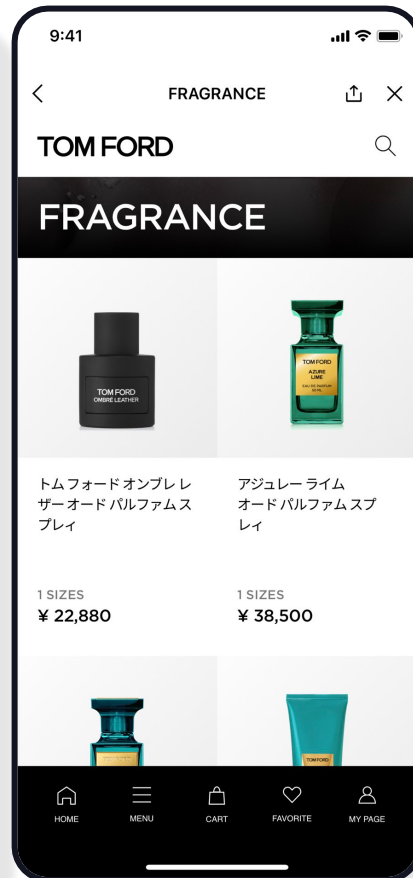 9:41
FRAGRANCE
TOM FORD
FRAGRANCE
TOM FORD
OMBRÉ LEATHER
TOM FORD
AZURE
LIME
EAU DE PARFUM
トム フォード オンブレ レ
ザー オード パルファム ス
プレィ
アジュレー ライム
オード パルファム スプ
レィ
1 SIZES
¥ 22,880
1 SIZES
¥ 38,500
TOM FORD
HOME
MENU
CART
FAVORITE
MY PAGE